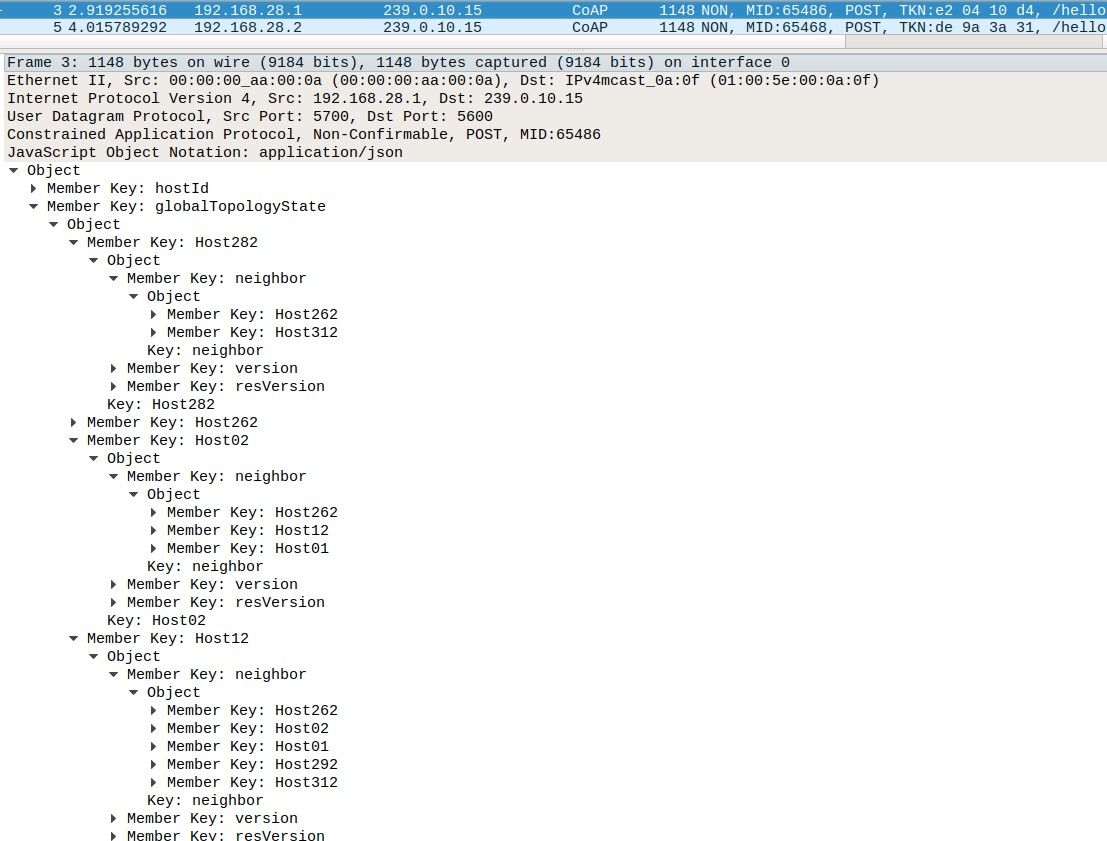 3 2.919255616 192.168.28.1 239.0.10.15 CoAP 1148 NON, MID:65486, POST, TKN:e2 04 10 d4, /hello
5 4.015789292 192.168.28.2 239.0.10.15 CoAP 1148 NON, MID:65468, POST, TKN:de 9a 3a 31, /hello
Frame 3: 1148 bytes on wire (9184 bits), 1148 bytes captured (9184 bits) on interface 0
Ethernet II, Src: 00:00:00_aa:00:0a (00:00:00:aa:00:0a), Dst: IPv4mcast_0a:0f (01:00:5e:00:0a:0f)
Internet Protocol Version 4, Src: 192.168.28.1, Dst: 239.0.10.15
User Datagram Protocol, Src Port: 5700, Dst Port: 5600
Constrained Application Protocol, Non-Confirmable, POST, MID:65486
JavaScript Object Notation: application/json
Object
Member Key: hostId
Member Key: globalTopologyState
Object
Member Key: Host282
Object
Member Key: neighbor
Object
Member Key: Host262
Member Key: Host312
Key: neighbor
Member Key: version
Member Key: resVersion
Key: Host282
Member Key: Host262
Member Key: Host02
Object
Member Key: neighbor
Object
Member Key: Host262
Member Key: Host12
Member Key: Host01
Key: neighbor
Member Key: version
Member Key: resVersion
Key: Host02
Member Key: Host12
Object
Member Key: neighbor
Object
Member Key: Host262
Member Key: Host02
Member Key: Host01
Member Key: Host292
Member Key: Host312
Key: neighbor
Member Key: version
Member Key: resVersion